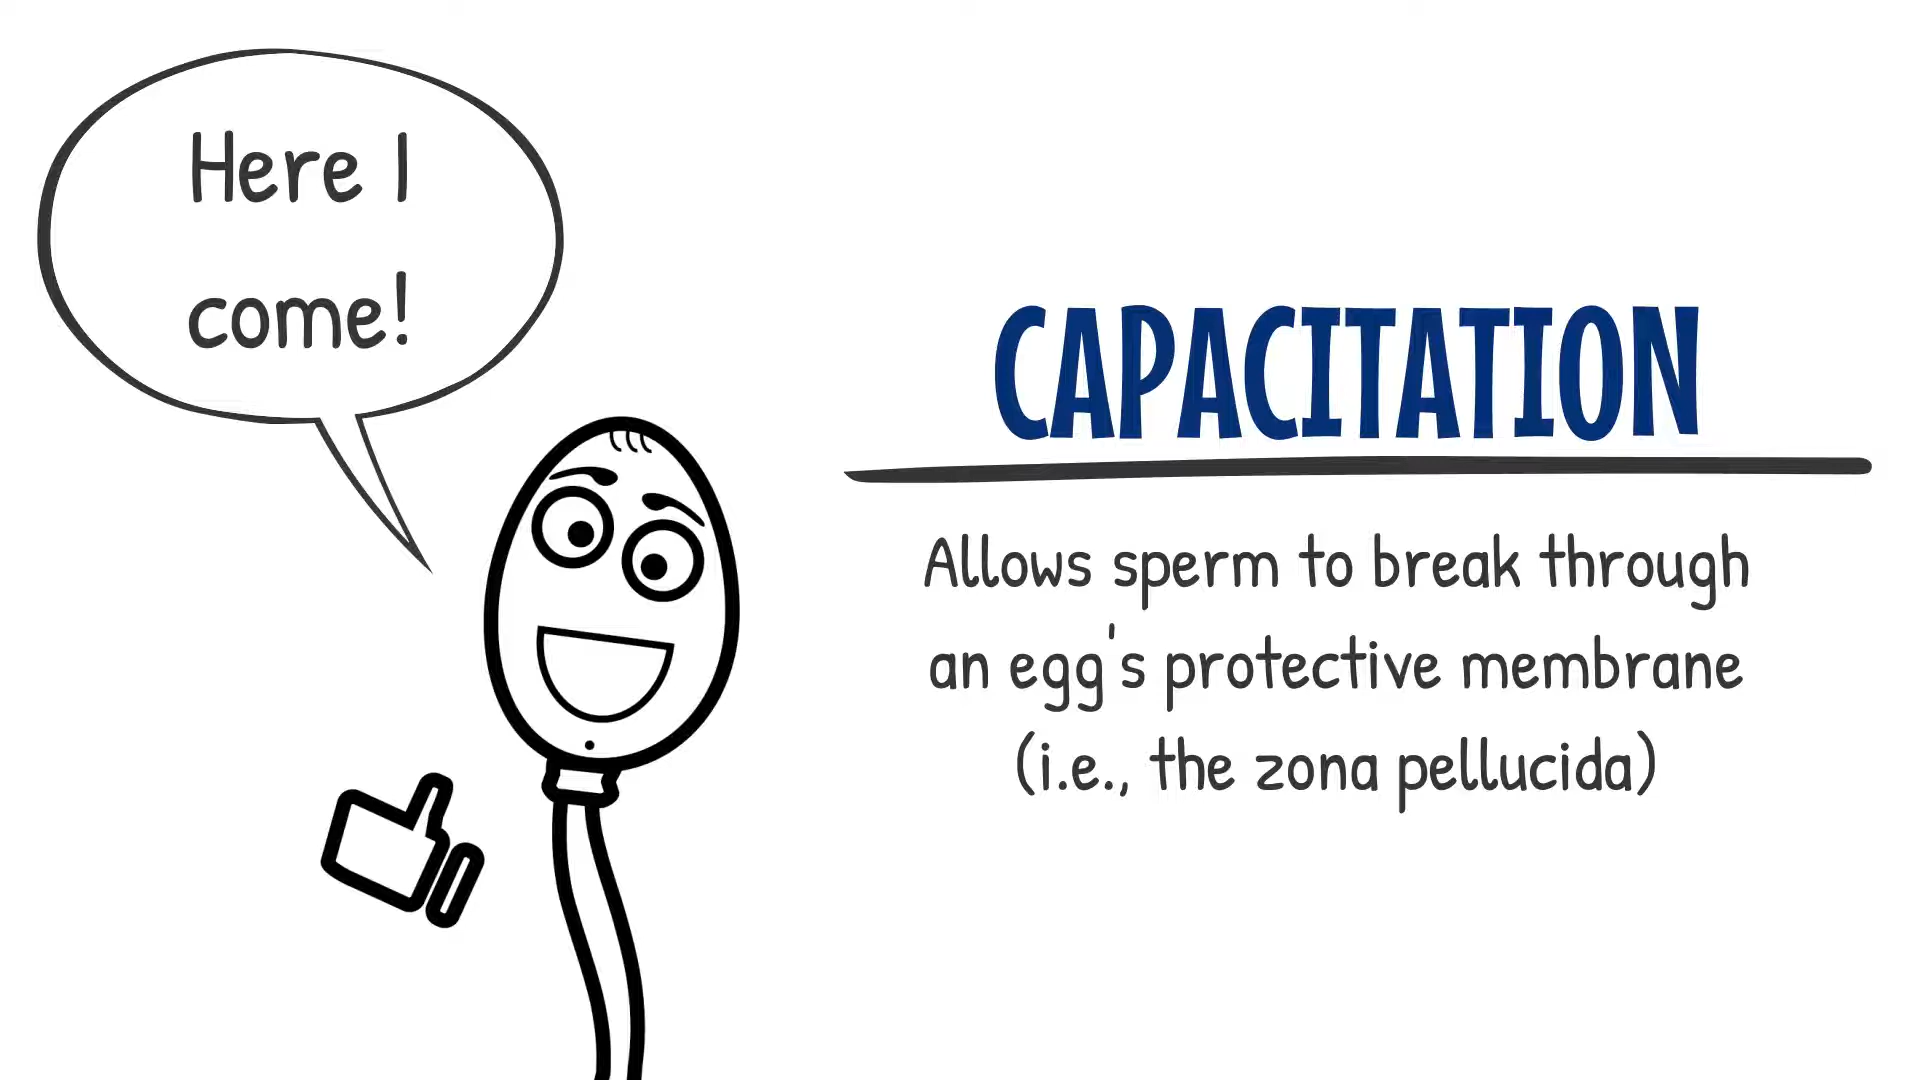 Here I
come!
CAPACITATION
Allows sperm to break through
an egg's protective membrane
(i.e., the zona pellucida)